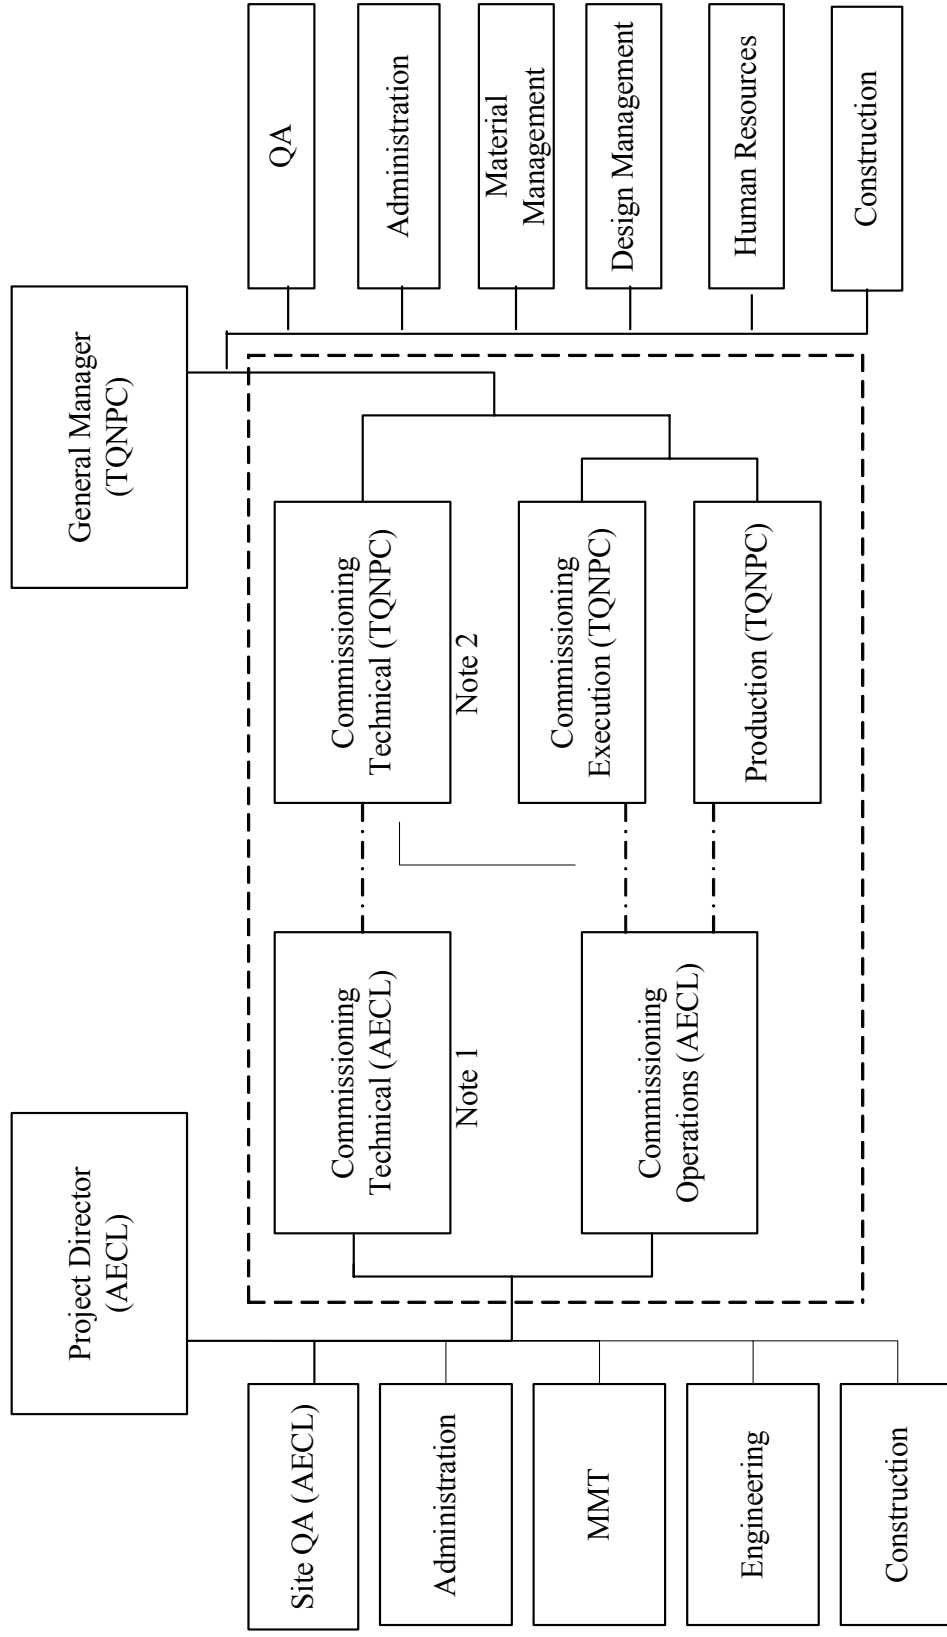 Project Director
(AECL)
General Manager
(TQNPC)
Site QA (AECL)
Administration
MMT
Engineering
Construction
Commissioning
Technical (AECL)
Note 1
Commissioning
Operations (AECL)
Commissioning
Technical (TQNPC)
Note 2
Commissioning
Execution (TQNPC)
Production (TQNPC)
QA
Administration
Material
Management
Design Management
Human Resources
Construction